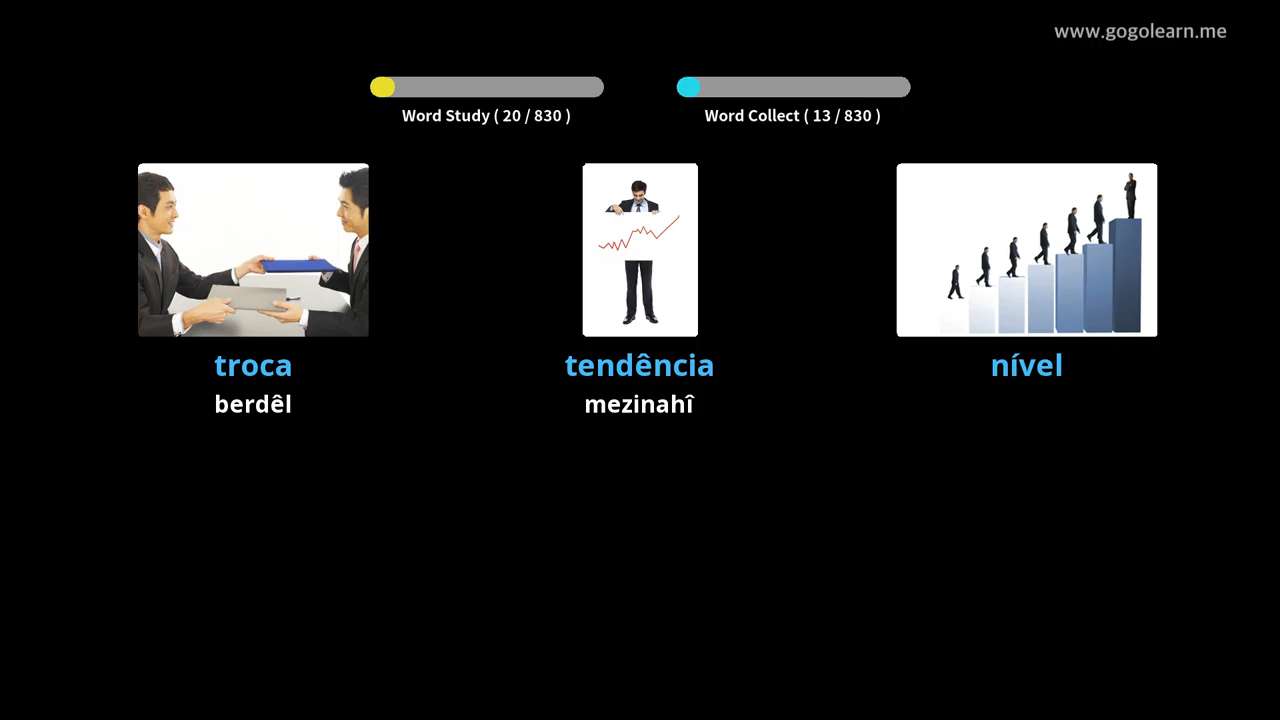 www.gogolearn.me
Word Study ( 20 / 830 )
Word Collect ( 13 / 830 )
troca
tendência
nível
berdêl
mezinahî